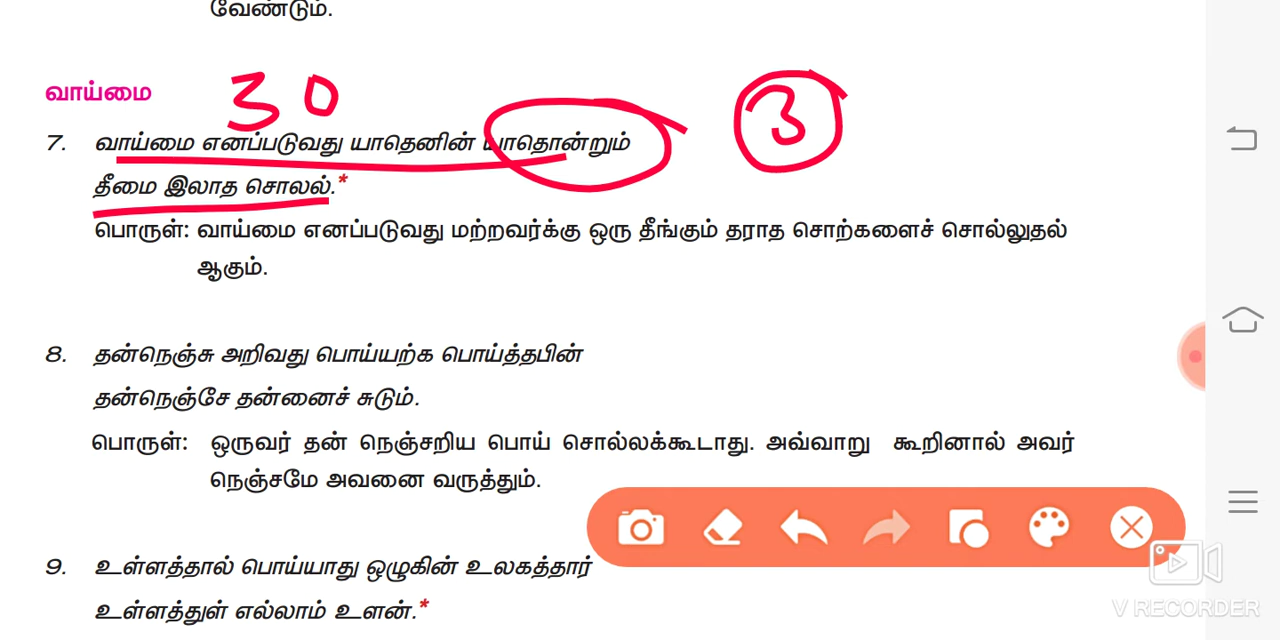 வேண்டும்.
வாய்மை 30
7. வாய்மை எனப்படுவது யாதெனின் யாதொன்றும் 3
தீமை இலாத சொலல்.*
பொருள்: வாய்மை எனப்படுவது மற்றவர்க்கு ஒரு தீங்கும் தராத சொற்களைச் சொல்லுதல்
ஆகும்.
8. தன்நெஞ்சு அறிவது பொய்யற்க பொய்த்தபின்
தன்நெஞ்சே தன்னைச் சுடும்.
பொருள்: ஒருவர் தன் நெஞ்சறிய பொய் சொல்லக்கூடாது. அவ்வாறு கூறினால் அவர்
நெஞ்சமே அவனை வருத்தும்.
9. உள்ளத்தால் பொய்யாது ஒழுகின் உலகத்தார்
உள்ளத்துள் எல்லாம் உளன்.*
V RECORDER